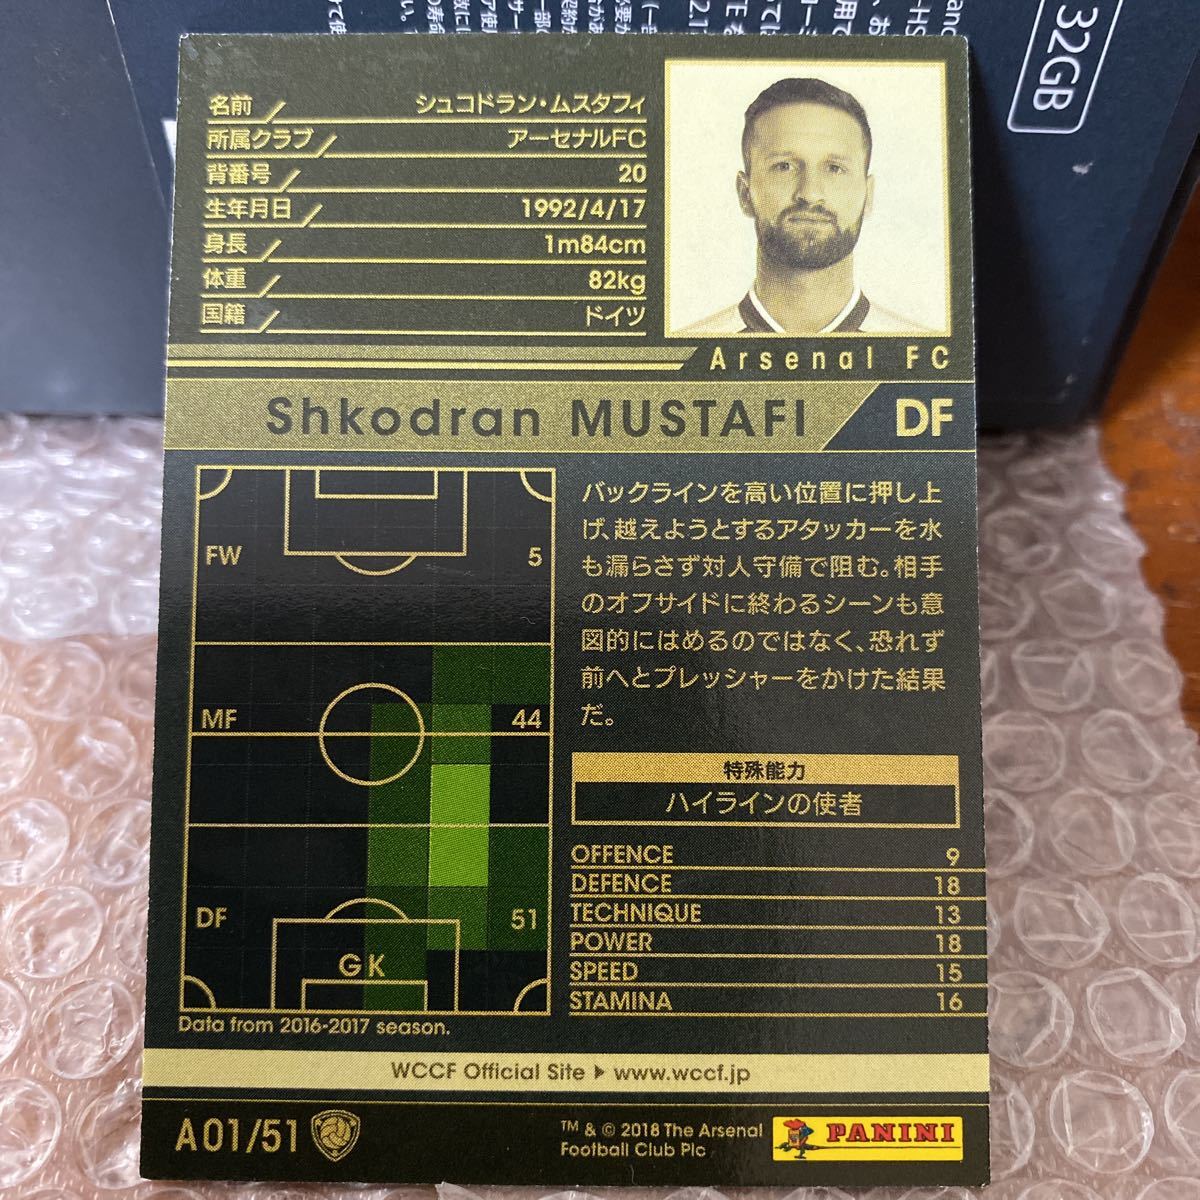 32GB
名前 シュコドラン・ムスタフィ
所属クラブ アーセナルFC
背番号 20
生年月日 1992/4/17
身長 1m84cm
体重 82kg
国籍 ドイツ
Arsenal FC
Shkodran MUSTAFI DF
FW 5
MF 44
DF 51
GK
Data from 2016-2017 season.
バックラインを高い位置に押し上
げ、越えようとするアタッカーを水
も漏らさず対人守備で阻む。相手
のオフサイドに終わるシーンも意
図的にはめるのではなく、恐れず
前へとプレッシャーをかけた結果
だ。
特殊能力
ハイラインの使者
OFFENCE 9
DEFENCE 18
TECHNIQUE 13
POWER 18
SPEED 15
STAMINA 16
WCCF Official Site ▶ www.wccf.jp
A01/51
TM & © 2018 The Arsenal
Football Club Plc
PANINI